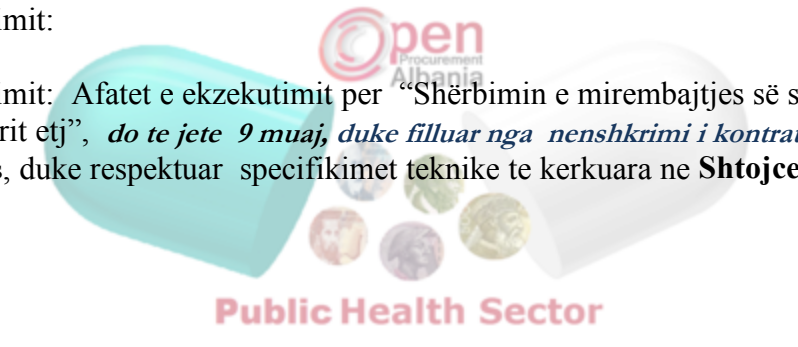 imit:
Open
Procurement
Albania
imit: Afatet e ekzekutimit per “Shërbimin e mirembajtjes së s
rit etj”, do te jete 9 muaj, duke filluar nga nenshkrimi i kontrat
s, duke respektuar specifikimet teknike te kerkuara ne Shtojce
Public Health Sector